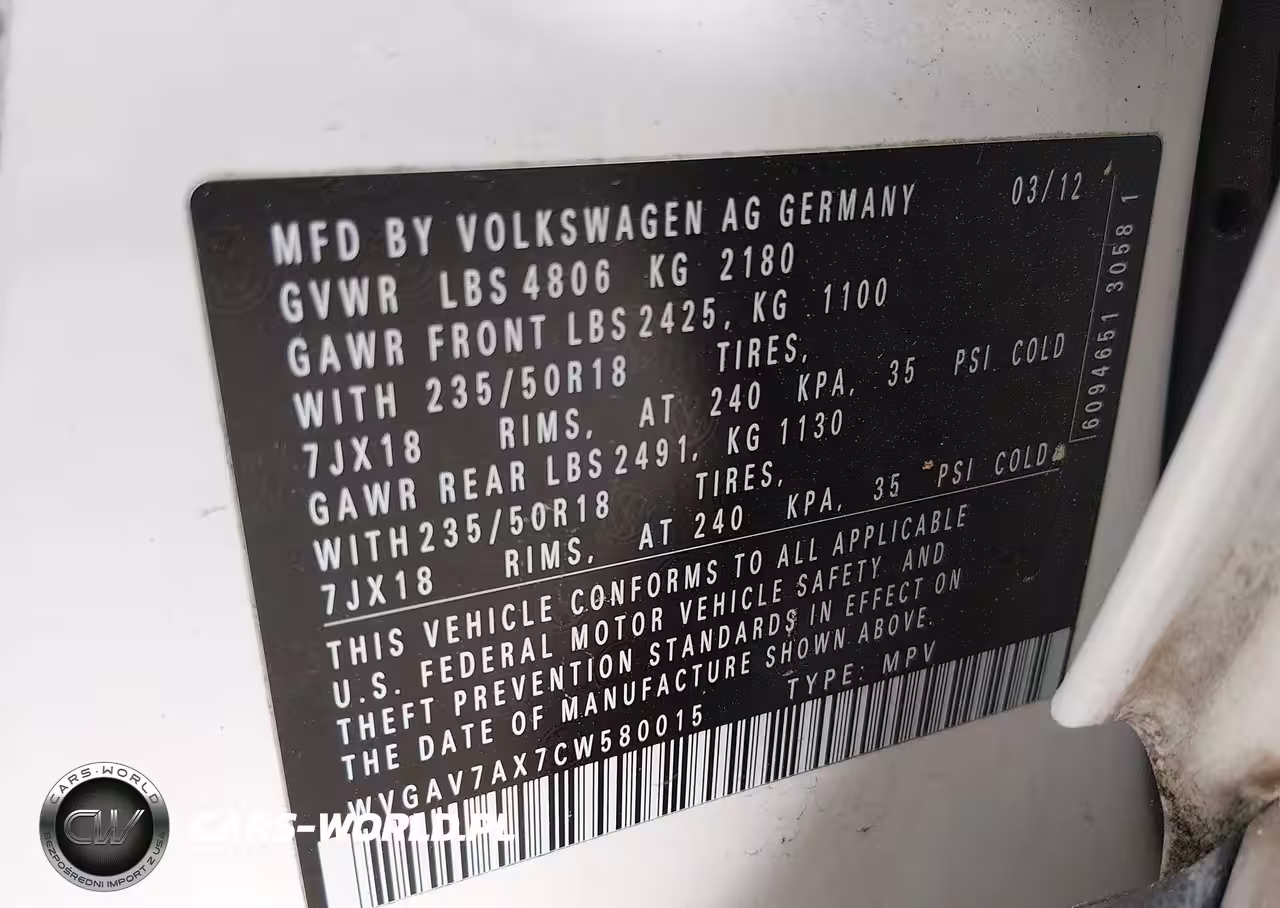 MFD BY VOLKSWAGEN AG GERMANY 03/12
GVWR LBS 4806 KG 2180
GAWR FRONT LBS 2425, KG 1100
WITH 235/50R18 TIRES,
7JX18 RIMS, AT 240 KPA, 35 PSI COLD
GAWR REAR LBS 2491, KG 1130
WITH 235/50R18 TIRES,
7JX18 RIMS, AT 240 KPA, 35 PSI COLD
THIS VEHICLE CONFORMS TO ALL APPLICABLE
U.S. FEDERAL MOTOR VEHICLE SAFETY AND
THEFT PREVENTION STANDARDS IN EFFECT ON
THE DATE OF MANUFACTURE SHOWN ABOVE.
WVGAV7AX7CW580015 TYPE: MPV
6094651 3058 1
CARS-WORLD
CW
BEZPOŚREDNI IMPORT Z USA
CARS-WORLD.PL